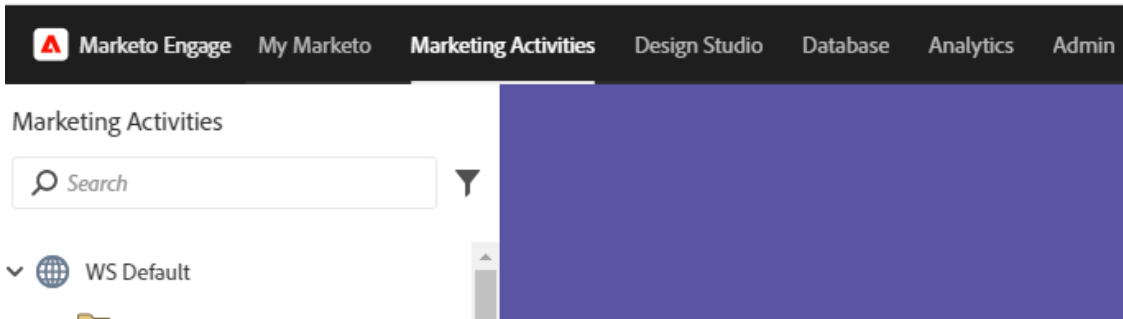 Marketo Engage My Marketo Marketing Activities Design Studio Database Analytics Admin
Marketing Activities
Search
WS Default